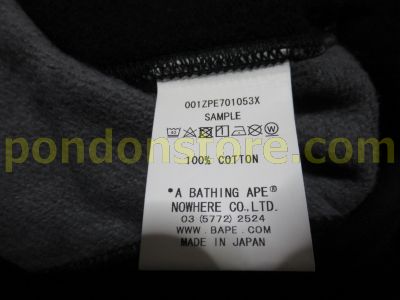 001ZPE701053X
SAMPLE
100% COTTON
pondonstore.com
*A BATHING APE®
NOWHERE CO.,LTD.
03(5772)2524
WWW.BAPE.COM
MADE IN JAPAN